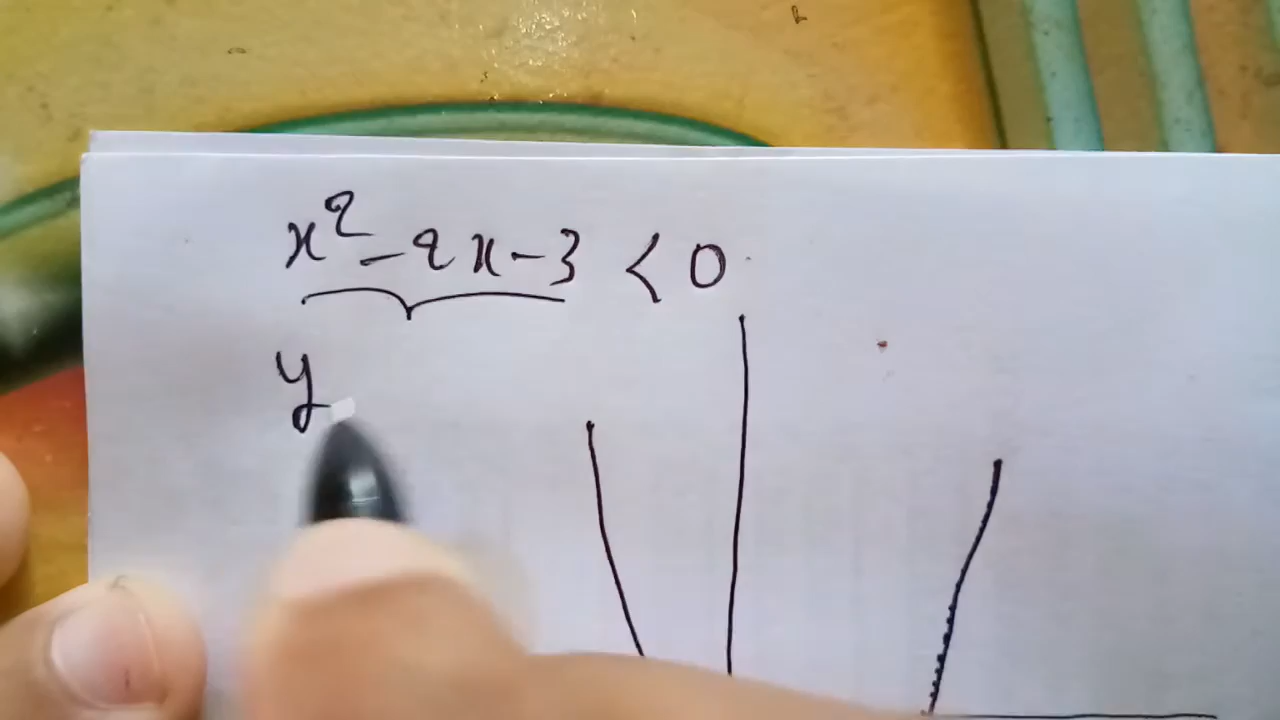 x² - 2x - 3 < 0
y